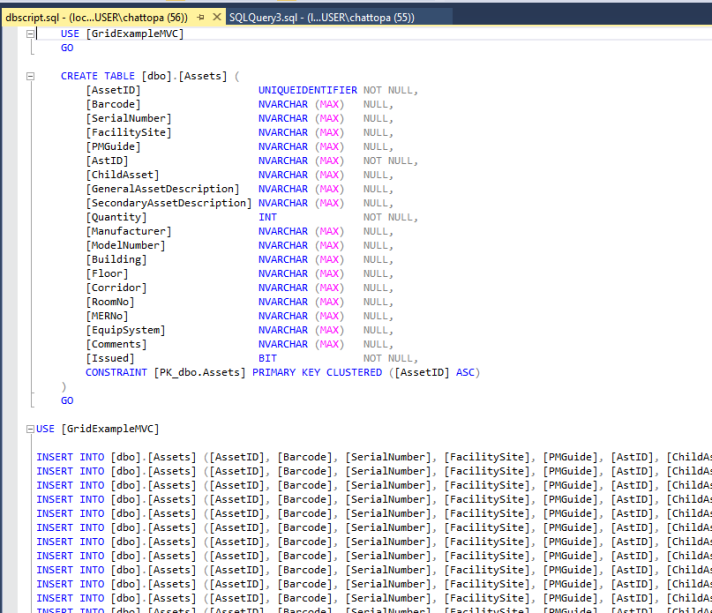 dbscript.sql - (loc...USER\chattopa (56)) SQLQuery3.sql - (l...USER\chattopa (55))
USE [GridExampleMVC]
GO
CREATE TABLE [dbo].[Assets] (
[AssetID] UNIQUEIDENTIFIER NOT NULL,
[Barcode] NVARCHAR (MAX) NULL,
[SerialNumber] NVARCHAR (MAX) NULL,
[FacilitySite] NVARCHAR (MAX) NULL,
[PMGuide] NVARCHAR (MAX) NULL,
[AstID] NVARCHAR (MAX) NOT NULL,
[ChildAsset] NVARCHAR (MAX) NULL,
[GeneralAssetDescription] NVARCHAR (MAX) NULL,
[SecondaryAssetDescription] NVARCHAR (MAX) NULL,
[Quantity] INT NOT NULL,
[Manufacturer] NVARCHAR (MAX) NULL,
[ModelNumber] NVARCHAR (MAX) NULL,
[Building] NVARCHAR (MAX) NULL,
[Floor] NVARCHAR (MAX) NULL,
[Corridor] NVARCHAR (MAX) NULL,
[RoomNo] NVARCHAR (MAX) NULL,
[MERNo] NVARCHAR (MAX) NULL,
[EquipSystem] NVARCHAR (MAX) NULL,
[Comments] NVARCHAR (MAX) NULL,
[Issued] BIT NOT NULL,
CONSTRAINT [PK_dbo.Assets] PRIMARY KEY CLUSTERED ([AssetID] ASC)
)
GO
USE [GridExampleMVC]
INSERT INTO [dbo].[Assets] ([AssetID], [Barcode], [SerialNumber], [FacilitySite], [PMGuide], [AstID], [ChildAs
INSERT INTO [dbo].[Assets] ([AssetID], [Barcode], [SerialNumber], [FacilitySite], [PMGuide], [AstID], [ChildAs
INSERT INTO [dbo].[Assets] ([AssetID], [Barcode], [SerialNumber], [FacilitySite], [PMGuide], [AstID], [ChildAs
INSERT INTO [dbo].[Assets] ([AssetID], [Barcode], [SerialNumber], [FacilitySite], [PMGuide], [AstID], [ChildAs
INSERT INTO [dbo].[Assets] ([AssetID], [Barcode], [SerialNumber], [FacilitySite], [PMGuide], [AstID], [ChildAs
INSERT INTO [dbo].[Assets] ([AssetID], [Barcode], [SerialNumber], [FacilitySite], [PMGuide], [AstID], [ChildAs
INSERT INTO [dbo].[Assets] ([AssetID], [Barcode], [SerialNumber], [FacilitySite], [PMGuide], [AstID], [ChildAs
INSERT INTO [dbo].[Assets] ([AssetID], [Barcode], [SerialNumber], [FacilitySite], [PMGuide], [AstID], [ChildAs
INSERT INTO [dbo].[Assets] ([AssetID], [Barcode], [SerialNumber], [FacilitySite], [PMGuide], [AstID], [ChildAs
INSERT INTO [dbo].[Assets] ([AssetID], [Barcode], [SerialNumber], [FacilitySite], [PMGuide], [AstID], [ChildAs
INSERT INTO [dbo].[Assets] ([AssetID], [Barcode], [SerialNumber], [FacilitySite], [PMGuide], [AstID], [ChildAs
INSERT INTO [dbo].[Assets] ([AssetID], [Barcode], [SerialNumber], [FacilitySite], [PMGuide], [AstID], [ChildAs